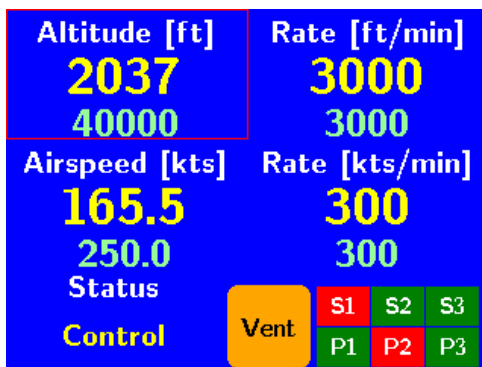 Altitude [ft] Rate [ft/min]
2037 3000
40000 3000
Airspeed [kts] Rate [kts/min]
165.5 300
250.0 300
Status
Control
Vent
S1 S2 S3
P1 P2 P3